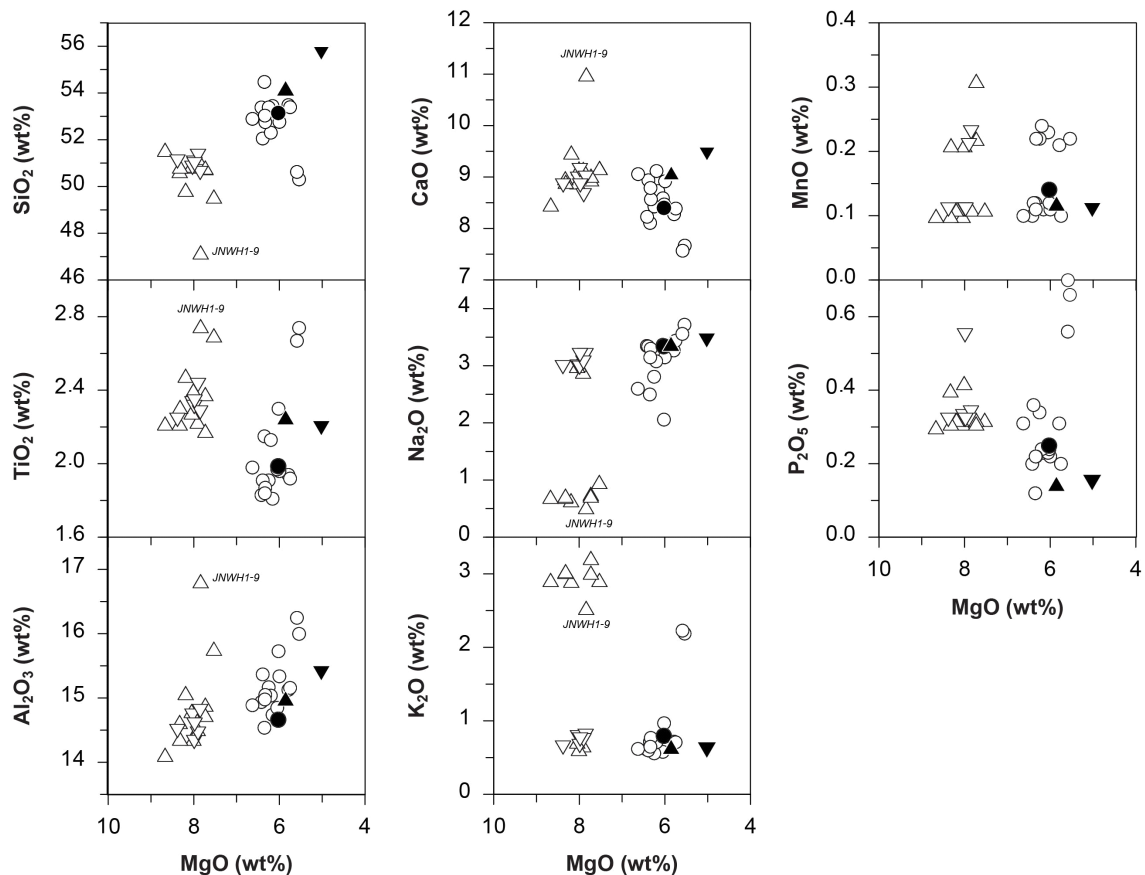 56
54
52
50
48
46
SiO2 (wt%)
JNWH1-9
12
11
10
9
8
7
CaO (wt%)
JNWH1-9
0.4
0.3
0.2
0.1
0.0
MnO (wt%)
2.8
2.4
2.0
1.6
TiO2 (wt%)
JNWH1-9
4
3
2
1
0
Na2O (wt%)
JNWH1-9
0.6
0.4
0.2
0.0
P2O5 (wt%)
10 8 6 4
MgO (wt%)
17
16
15
14
Al2O3 (wt%)
JNWH1-9
10 8 6 4
MgO (wt%)
3
2
1
0
K2O (wt%)
JNWH1-9
10 8 6 4
MgO (wt%)